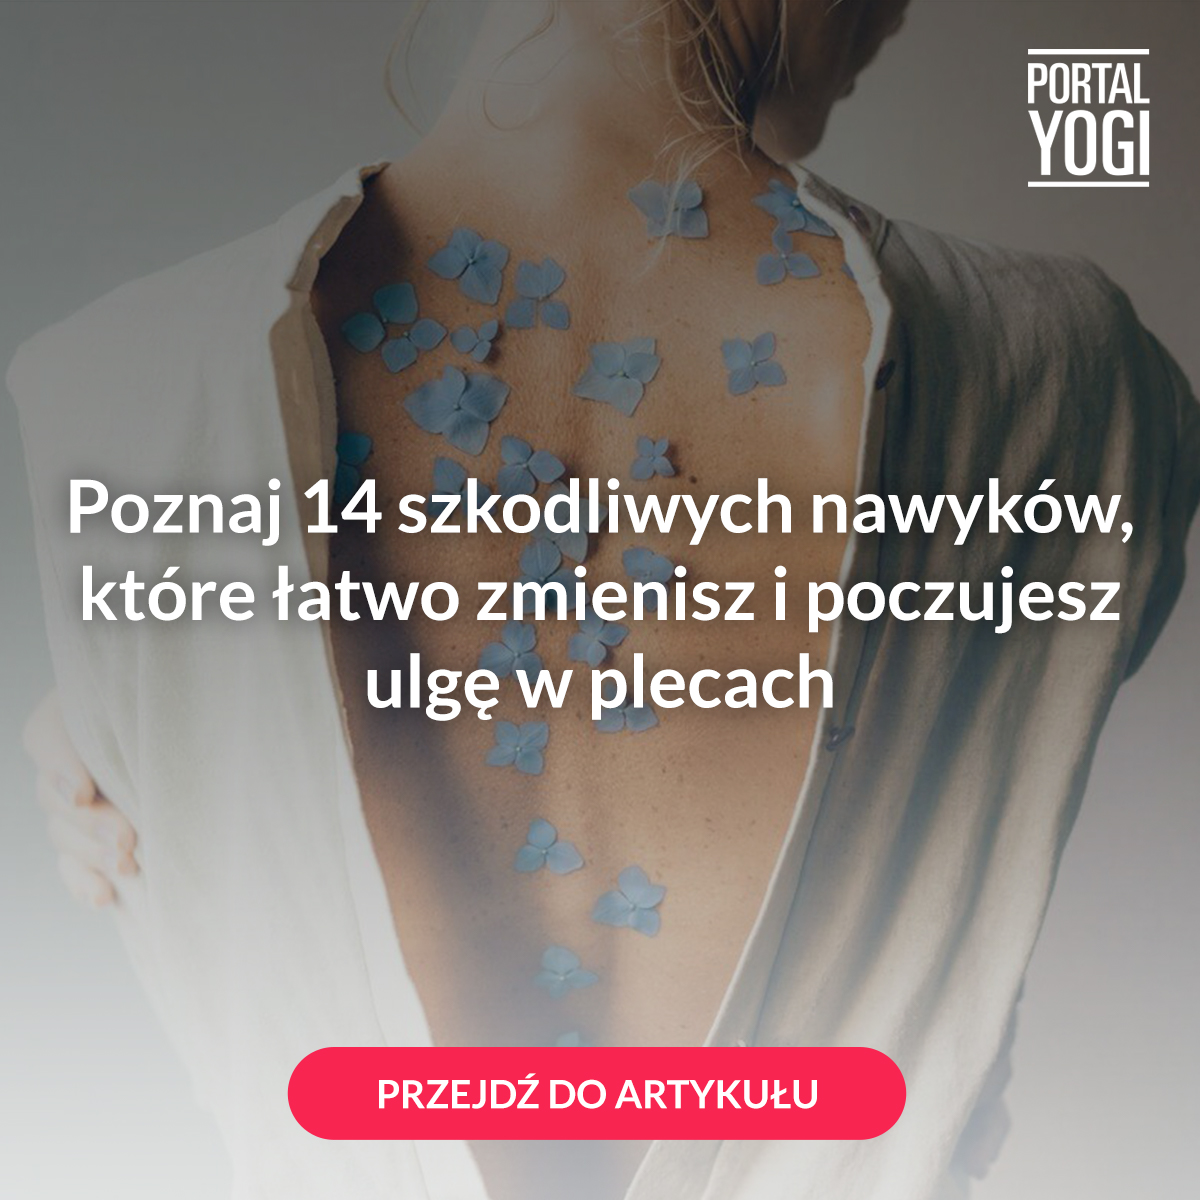 PORTAL
YOGI
Poznaj 14 szkodliwych nawyków,
które łatwo zmienisz i poczujesz
ulgę w plecach
PRZEJDŹ DO ARTYKUŁU